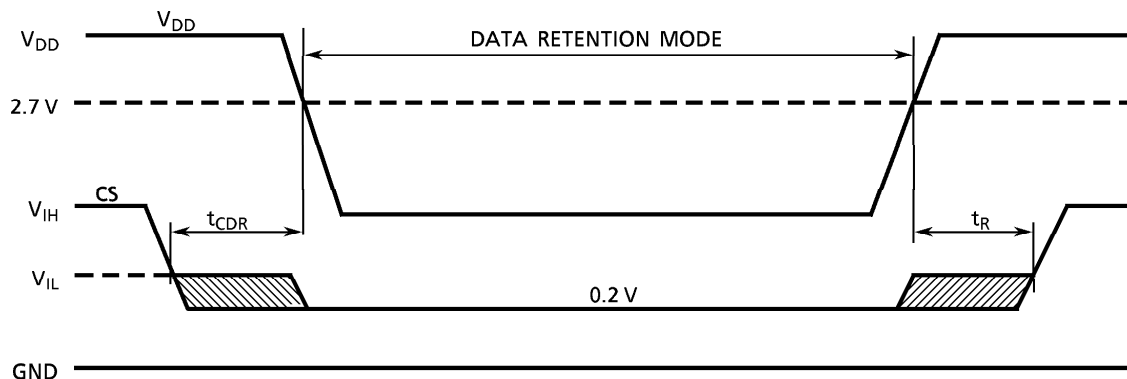 VDD
VDD
DATA RETENTION MODE
2.7 V
CS
VIH
tCDR
tR
VIL
0.2 V
GND